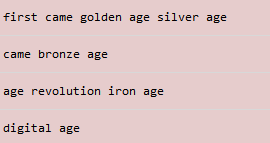 first came golden age silver age
came bronze age
age revolution iron age
digital age